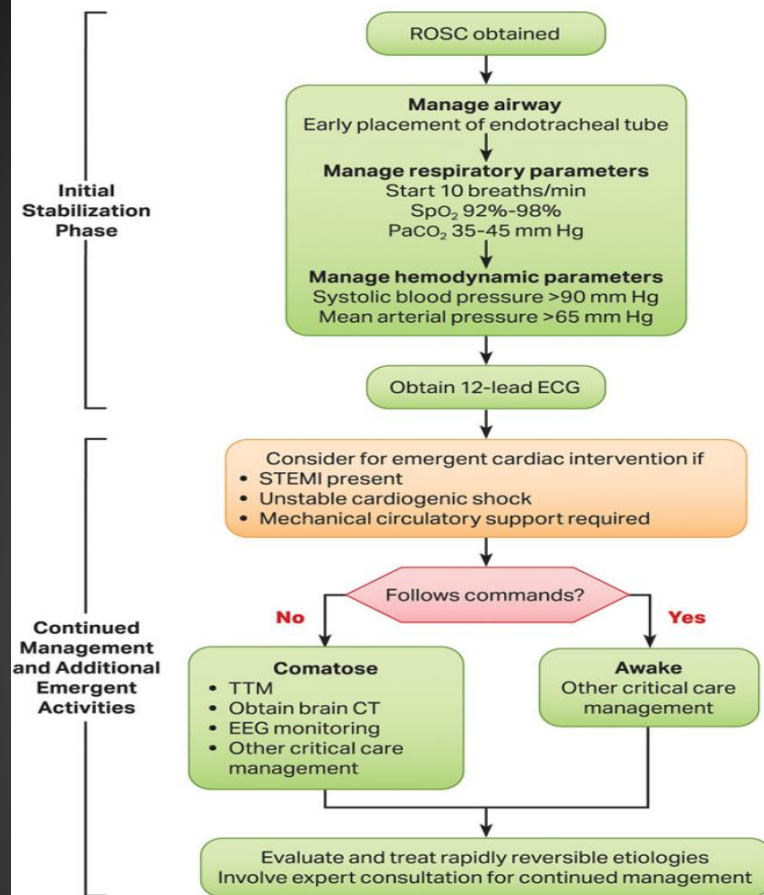 ROSC obtained
Initial
Stabilization
Phase
Manage airway
Early placement of endotracheal tube
Manage respiratory parameters
Start 10 breaths/min
SpO₂ 92%-98%
PaCO₂ 35-45 mm Hg
Manage hemodynamic parameters
Systolic blood pressure >90 mm Hg
Mean arterial pressure >65 mm Hg
Obtain 12-lead ECG
Continued
Management
and Additional
Emergent
Activities
Consider for emergent cardiac intervention if
• STEMI present
• Unstable cardiogenic shock
• Mechanical circulatory support required
Follows commands?
No
Yes
Comatose
• TTM
• Obtain brain CT
• EEG monitoring
• Other critical care
management
Awake
Other critical care
management
Evaluate and treat rapidly reversible etiologies
Involve expert consultation for continued management